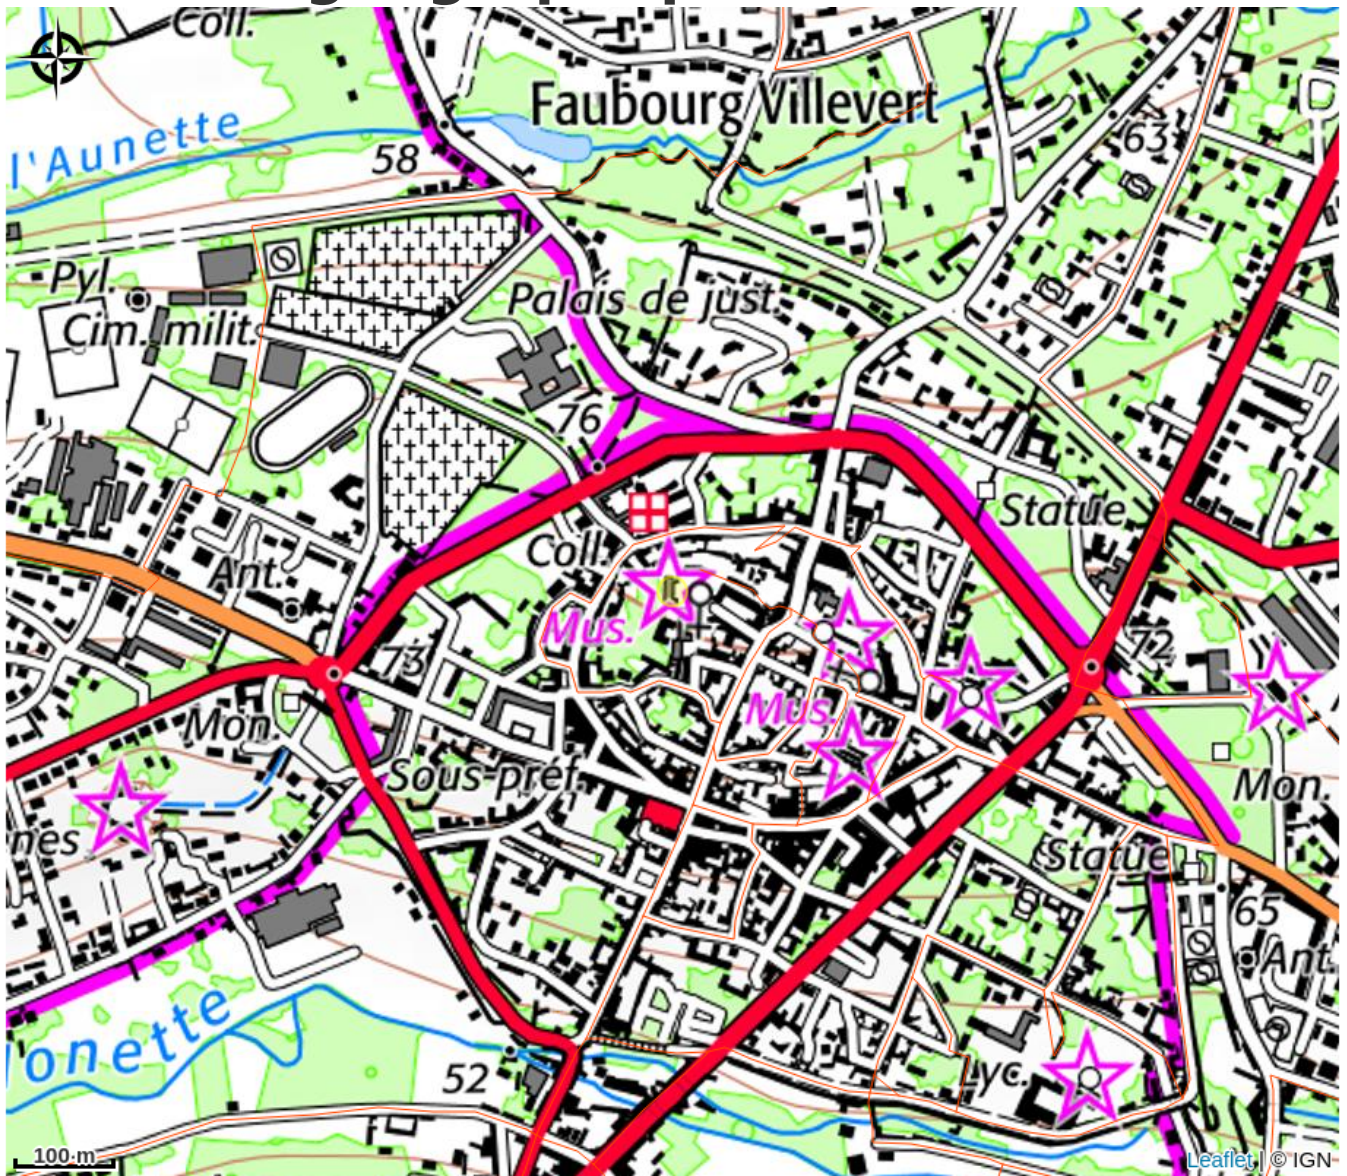 Coll.
Faubourg Villevert
l'Aunette
58
63
Pyl.
Palais de just.
Cim. milit.
76
Statue
Coll.
Ant.
Mus.
73
72
Mus.
Mon.
Sous-préf.
Mon.
nes
Statue
65
Ant.
onette
52
Lyc.
100 m
Leaflet | © IGN